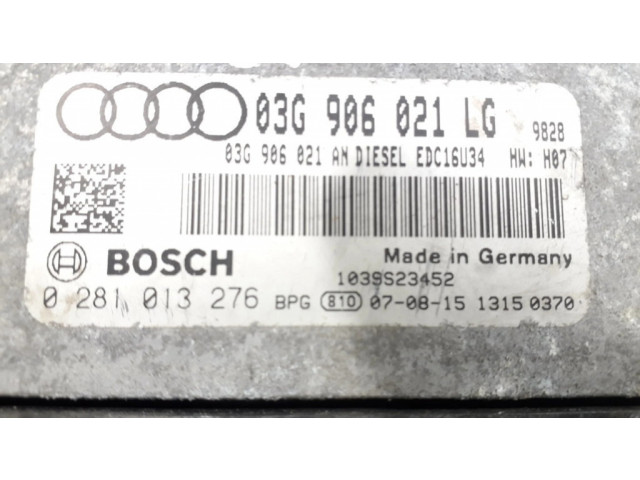 03G 906 021 LG 9828
03G 906 021 AN DIESEL EDC16U34 HW: H07
BOSCH Made in Germany
1039S23452
0 281 013 276 BPG 810 07-08-15 1315 0370